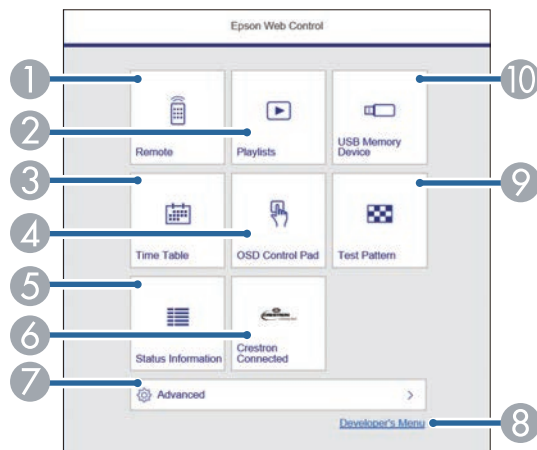 Epson Web Control
1
10
2
Remote
Playlists
USB Memory
Device
3
9
4
Time Table
OSD Control Pad
Test Pattern
5
CRESTRON
6
Status Information
Crestron
Connected
7
Advanced
Developer's Menu
8